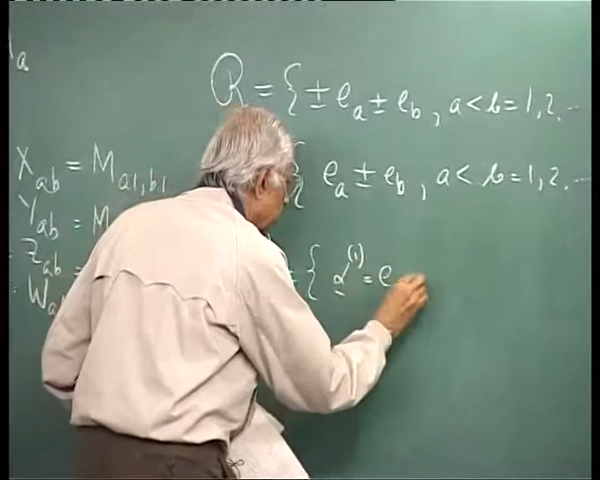 a
R = { ± e_a ± e_b , a < b = 1, 2, ...
{ e_a ± e_b , a < b = 1, 2, ...
X_ab = M_a1,b1
Y_ab = M
Z_ab =
W_a
= { α^(1) = e